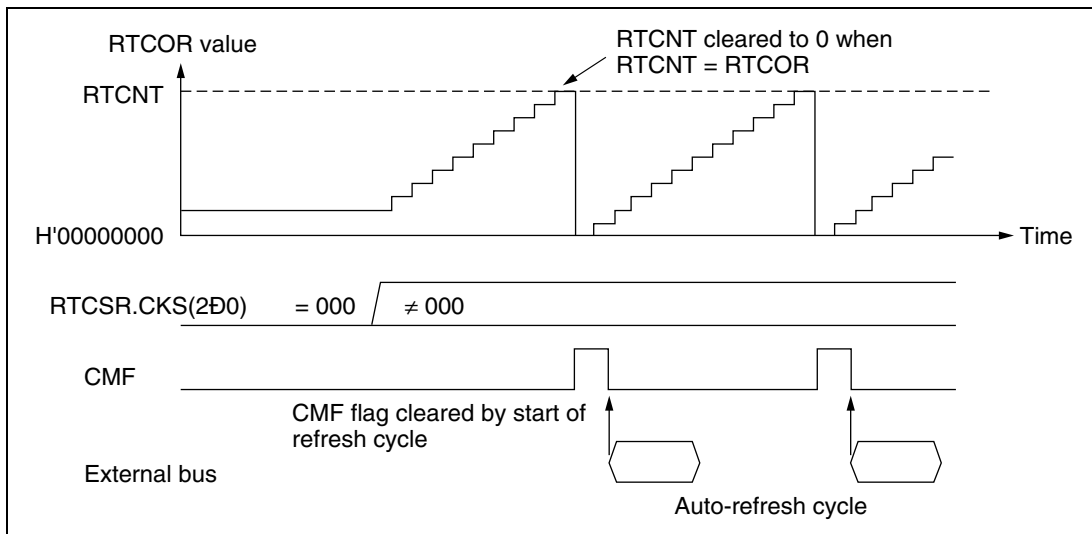 RTCOR value
RTCNT cleared to 0 when
RTCNT = RTCOR
RTCNT
H'00000000
Time
RTCSR.CKS(2Ð0) = 000 ≠ 000
CMF
CMF flag cleared by start of
refresh cycle
External bus
Auto-refresh cycle